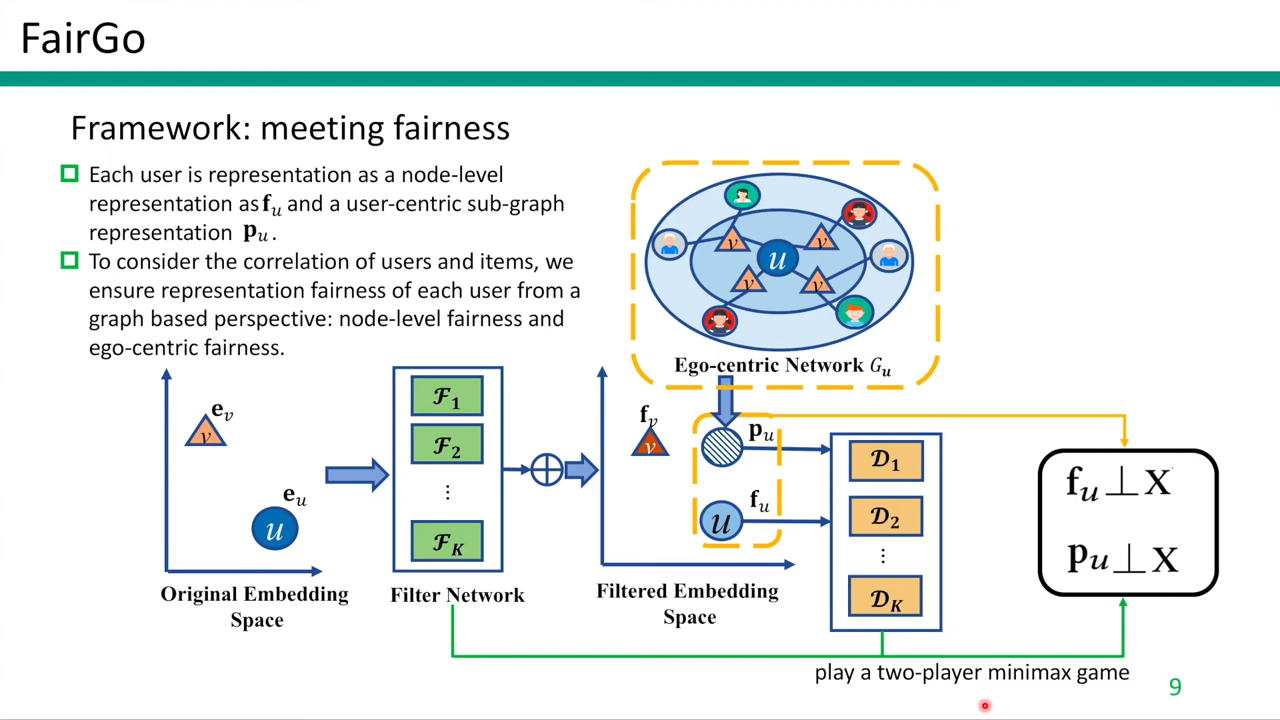 FairGo
Framework: meeting fairness
Each user is representation as a node-level
representation as f_u and a user-centric sub-graph
representation p_u.
To consider the correlation of users and items, we
ensure representation fairness of each user from a
graph based perspective: node-level fairness and
ego-centric fairness.
v
v
u
v
v
Ego-centric Network G_u
e_v
v
e_u
u
Original Embedding
Space
ℱ_1
ℱ_2
⋮
ℱ_K
Filter Network
f_v
v
p_u
f_u
u
Filtered Embedding
Space
𝒟_1
𝒟_2
⋮
𝒟_K
f_u ⊥ X
p_u ⊥ X
play a two-player minimax game
9